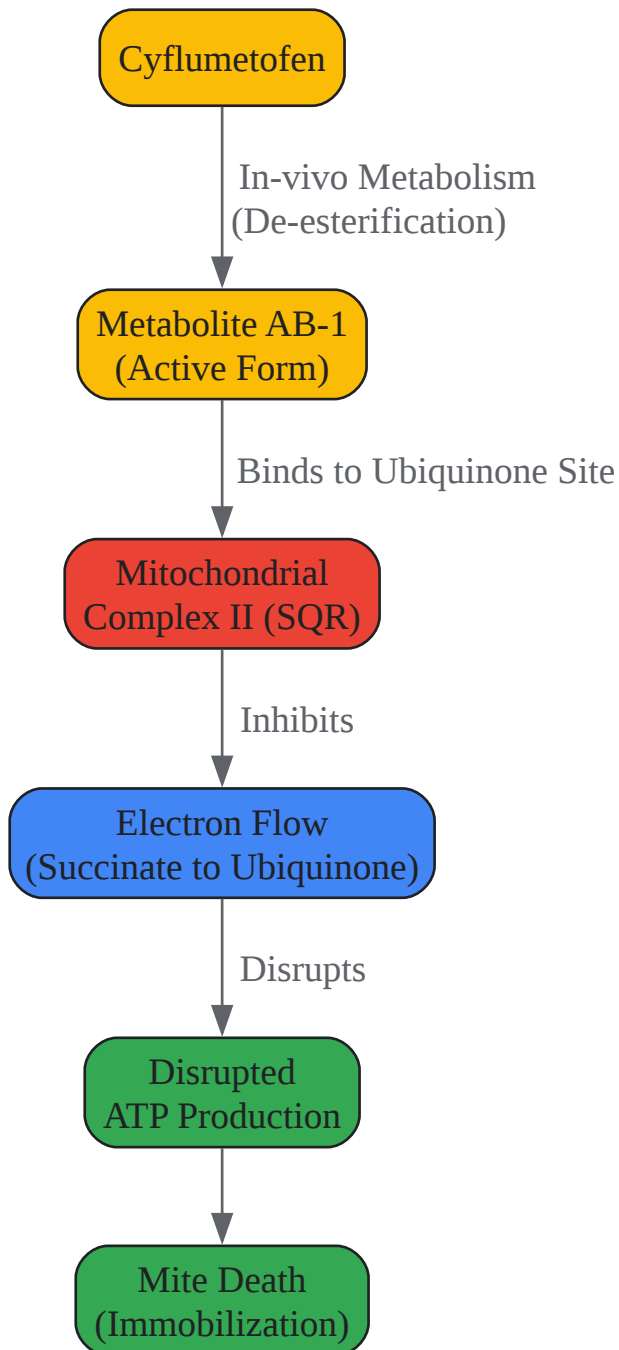 Cyflumetofen
In-vivo Metabolism
(De-esterification)
Metabolite AB-1
(Active Form)
Binds to Ubiquinone Site
Mitochondrial
Complex II (SQR)
Inhibits
Electron Flow
(Succinate to Ubiquinone)
Disrupts
Disrupted
ATP Production
Mite Death
(Immobilization)